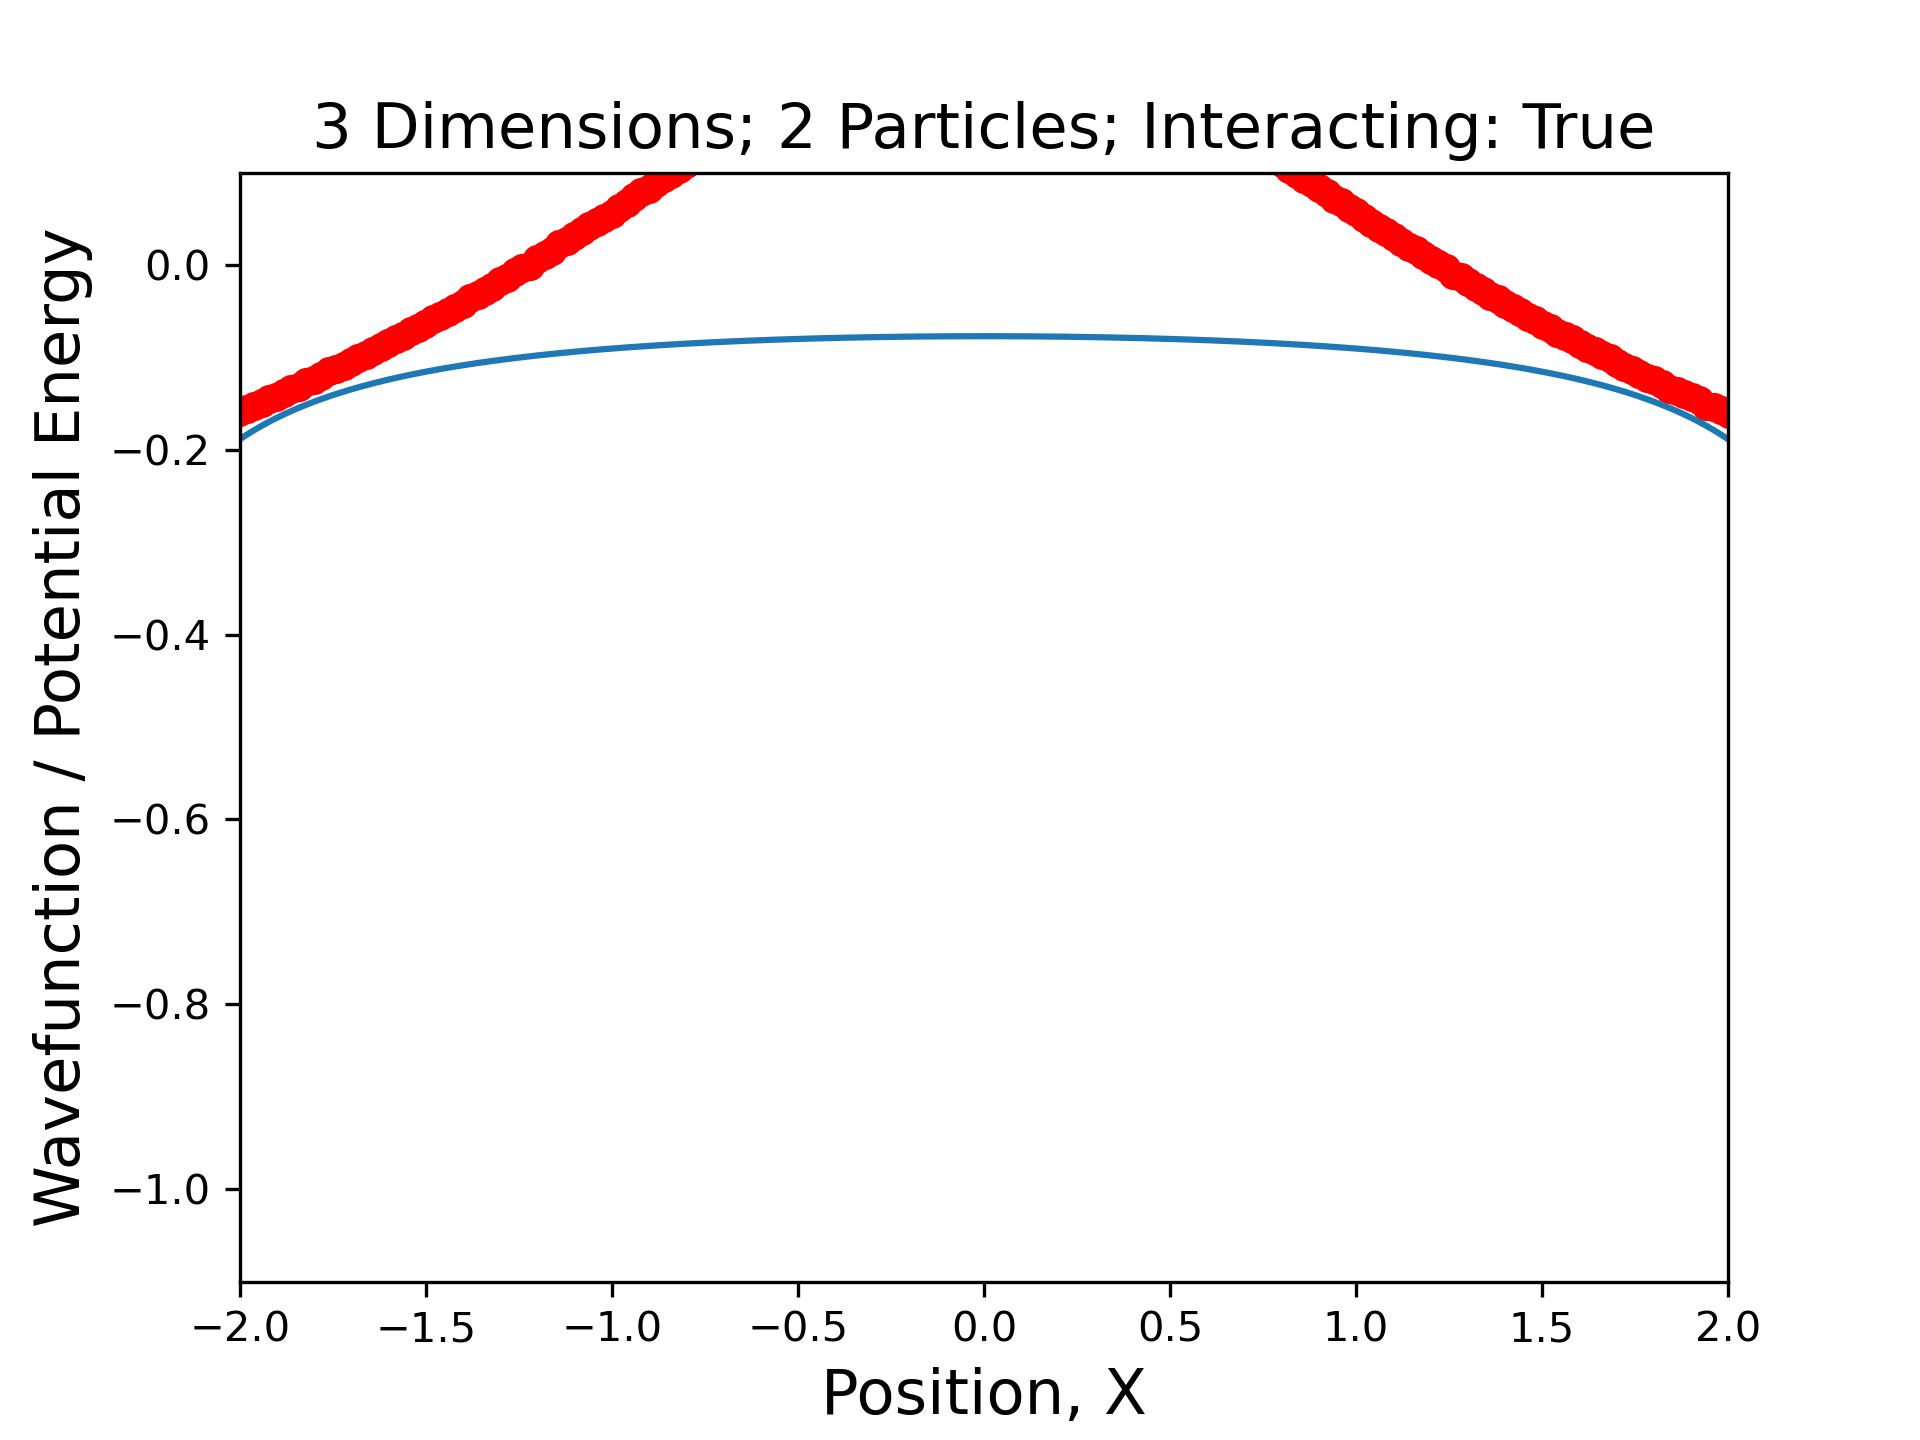 3 Dimensions; 2 Particles; Interacting: True
Wavefunction / Potential Energy
0.0
−0.2
−0.4
−0.6
−0.8
−1.0
−2.0 −1.5 −1.0 −0.5 0.0 0.5 1.0 1.5 2.0
Position, X